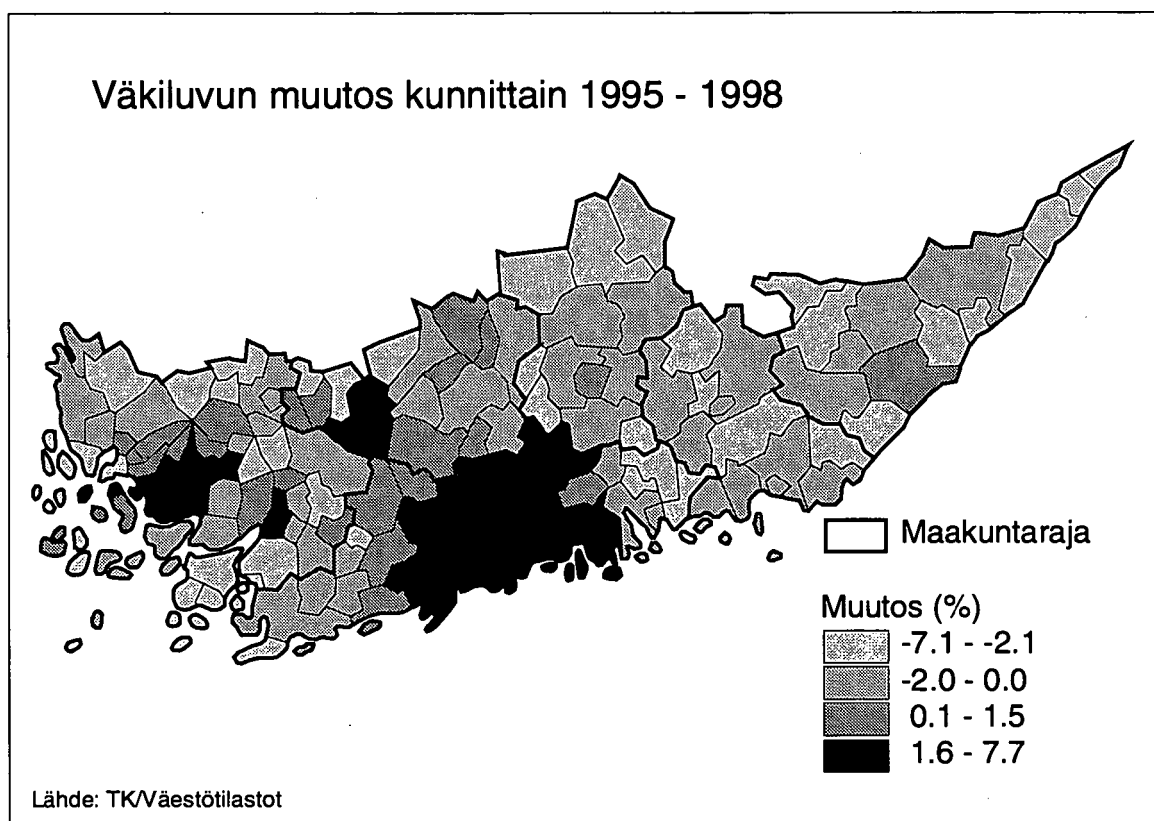 Väkiluvun muutos kunnittain 1995 - 1998
Maakuntaraja
Muutos (%)
-7.1 - -2.1
-2.0 - 0.0
0.1 - 1.5
1.6 - 7.7
Lähde: TK/Väestötilastot